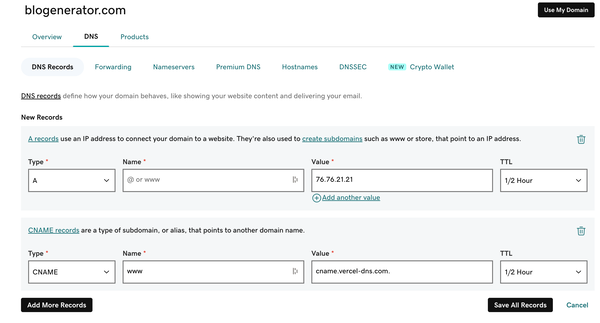 blogenerator.com
Use My Domain
Overview DNS Products
DNS Records Forwarding Nameservers Premium DNS Hostnames DNSSEC NEW Crypto Wallet
DNS records define how your domain behaves, like showing your website content and delivering your email.
New Records
A records use an IP address to connect your domain to a website. They're also used to create subdomains such as www or store, that point to an IP address.
Type * Name * Value * TTL
A @ or www 76.76.21.21 1/2 Hour
Add another value
CNAME records are a type of subdomain, or alias, that points to another domain name.
Type * Name * Value * TTL
CNAME www cname.vercel-dns.com. 1/2 Hour
Add More Records Save All Records Cancel